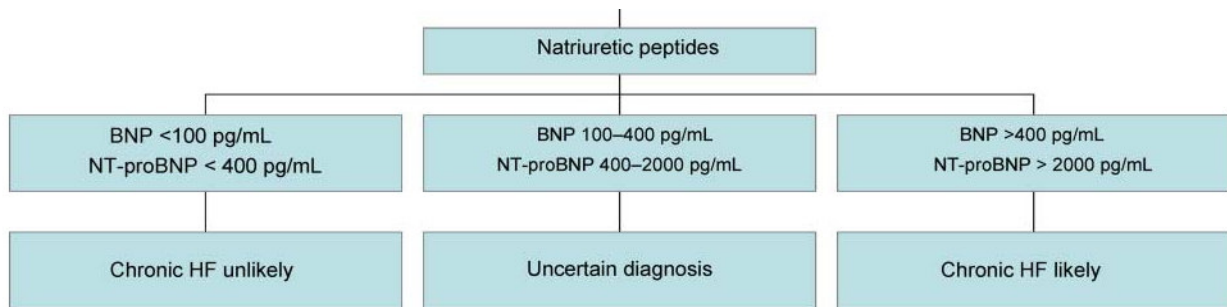 Natriuretic peptides
BNP <100 pg/mL
NT-proBNP < 400 pg/mL
BNP 100–400 pg/mL
NT-proBNP 400–2000 pg/mL
BNP >400 pg/mL
NT-proBNP > 2000 pg/mL
Chronic HF unlikely
Uncertain diagnosis
Chronic HF likely